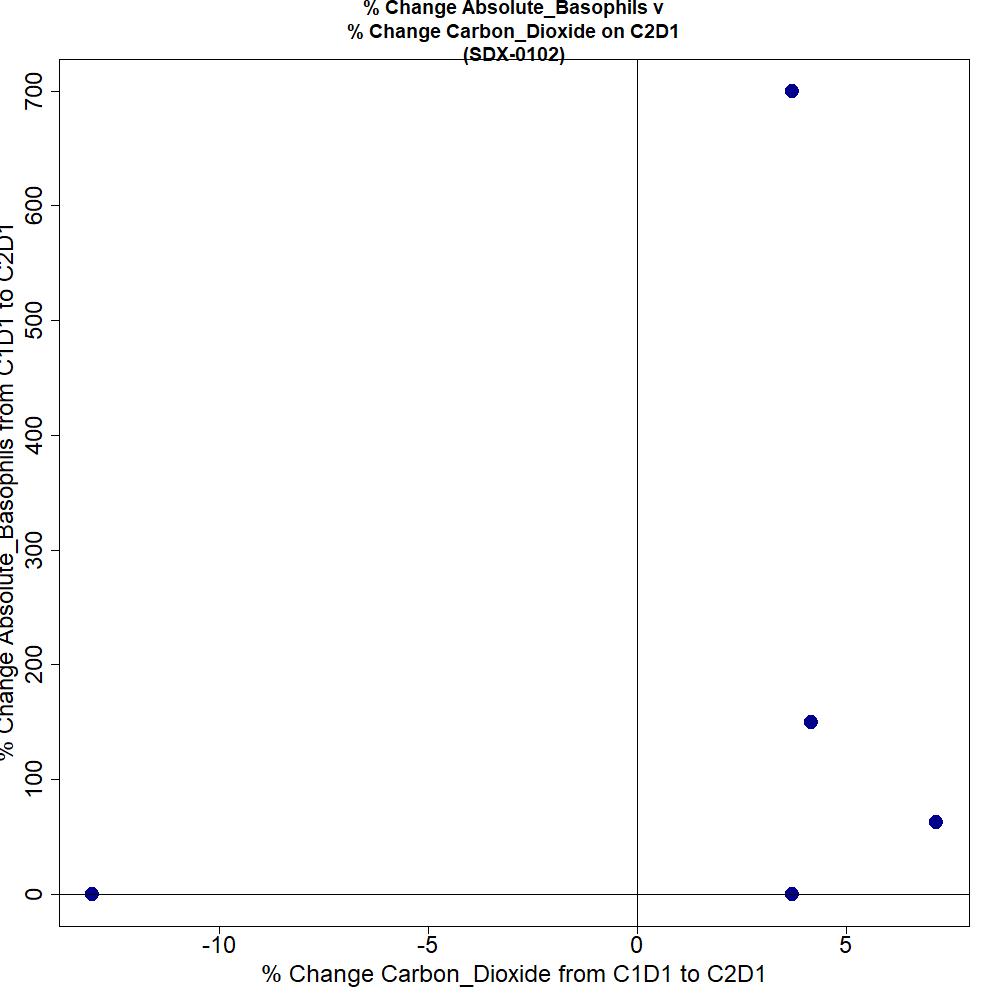 % Change Absolute_Basophils v
% Change Carbon_Dioxide on C2D1
(SDX-0102)
% Change Absolute_Basophils from C1D1 to C2D1
700
600
500
400
300
200
100
0
-10
-5
0
5
% Change Carbon_Dioxide from C1D1 to C2D1